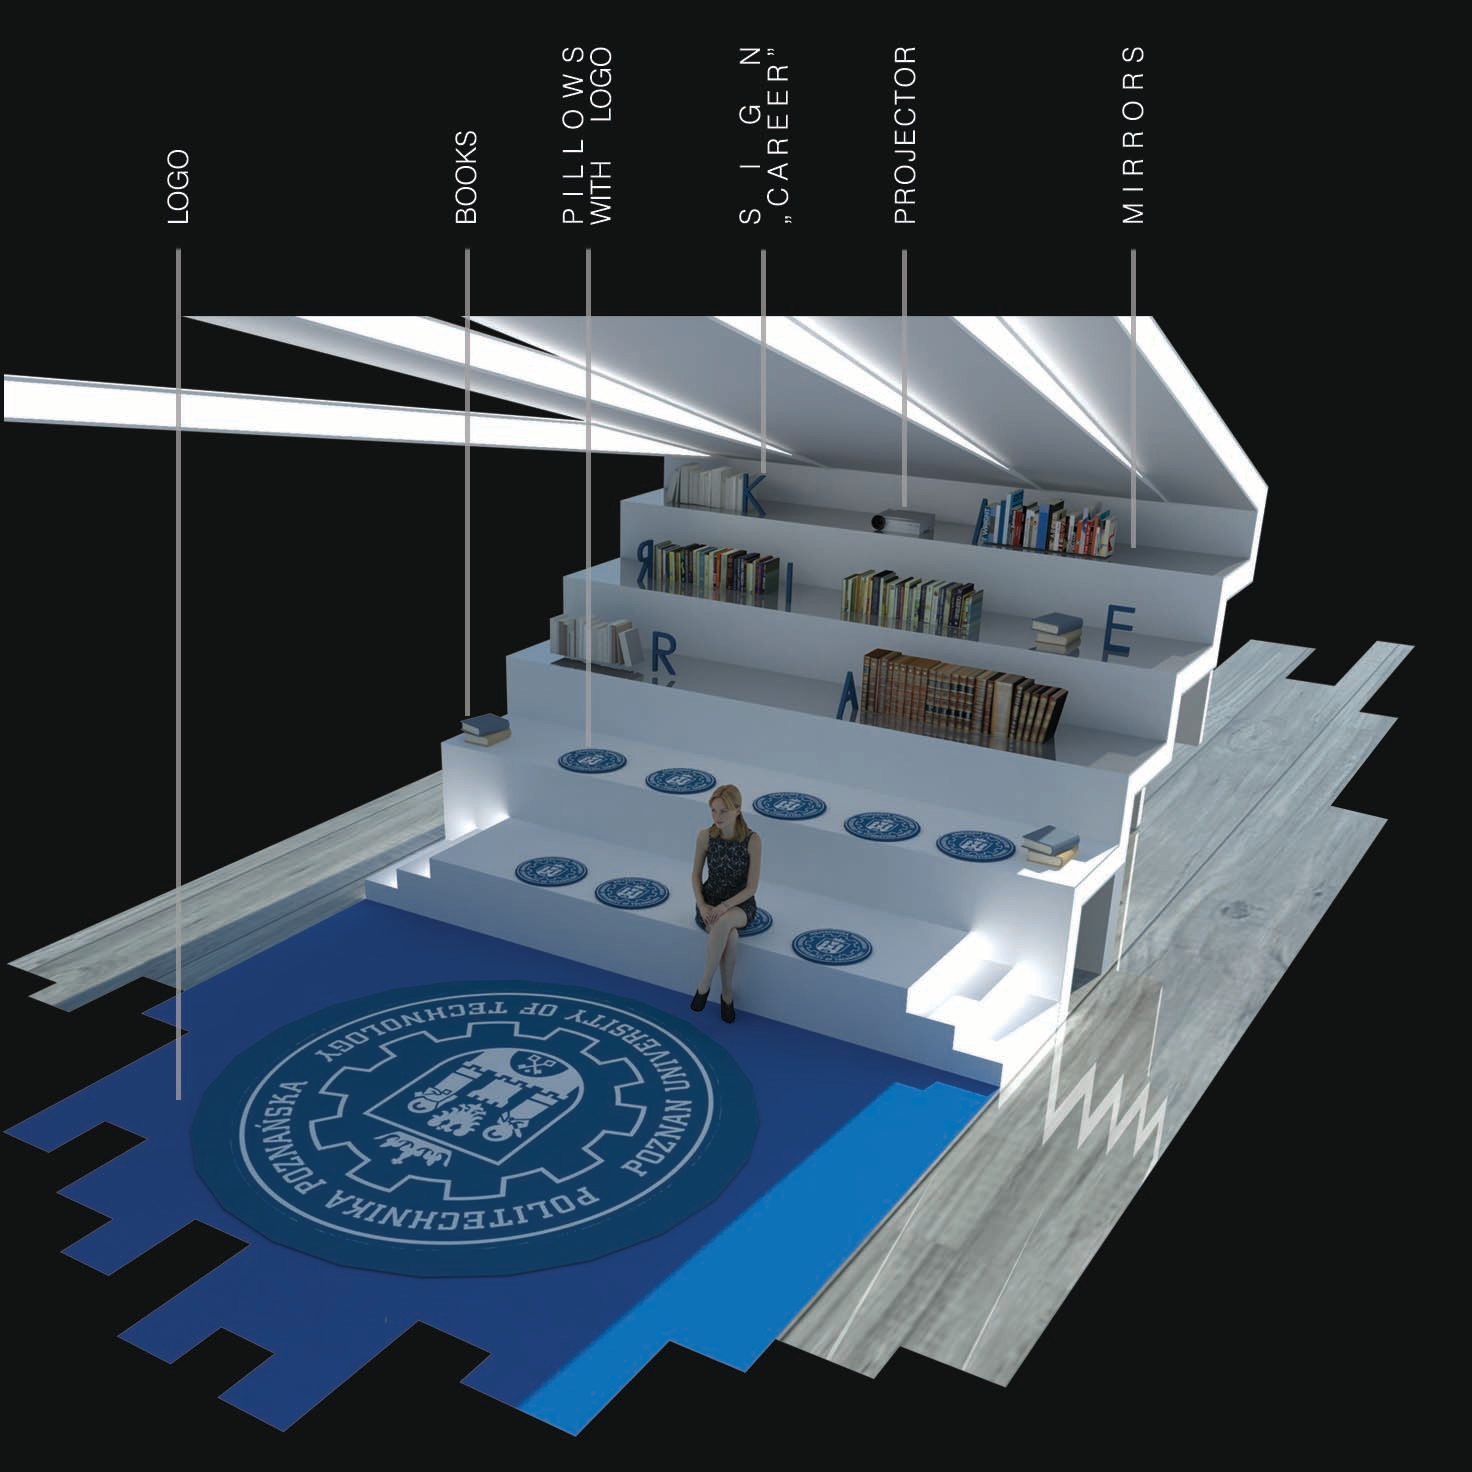 LOGO
BOOKS
PILLOWS
WITH LOGO
SIGN
„CAREER”
PROJECTOR
MIRRORS
K
A
Я
I
E
R
A
POLITECHNIKA POZNAŃSKA
POZNAN UNIVERSITY OF TECHNOLOGY